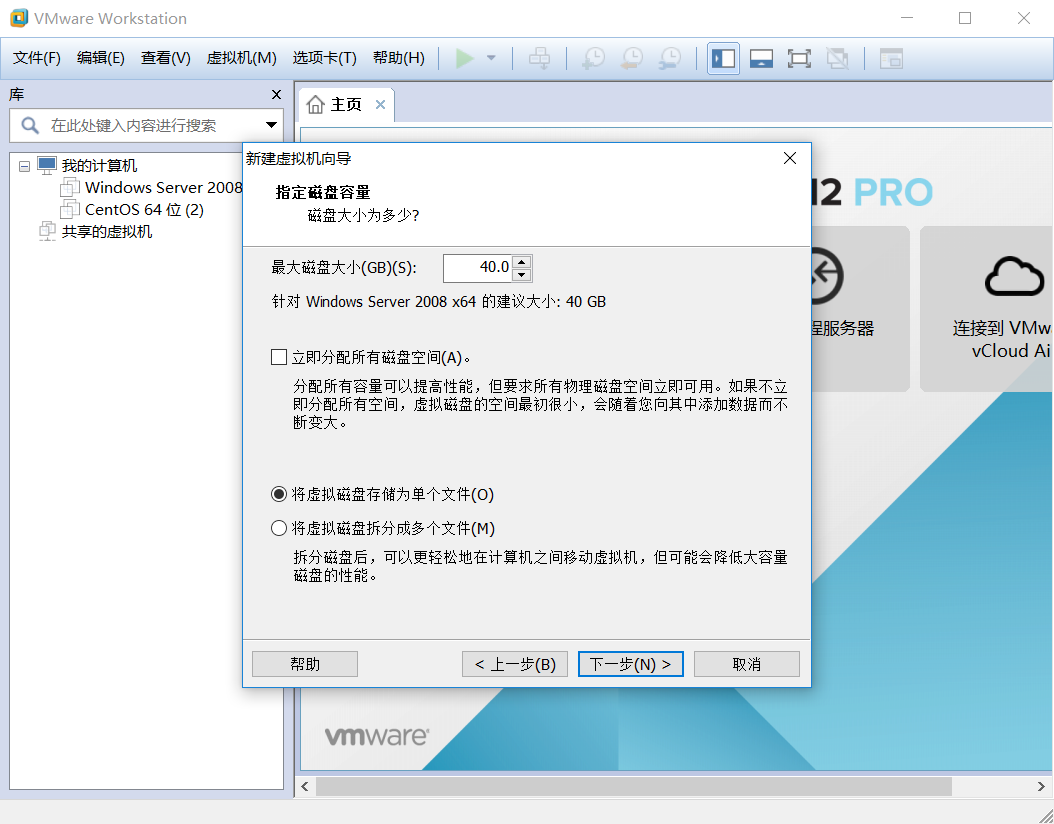 VMware Workstation
文件(F) 编辑(E) 查看(V) 虚拟机(M) 选项卡(T) 帮助(H)
库
在此处键入内容进行搜索
我的计算机
Windows Server 2008
CentOS 64 位 (2)
共享的虚拟机
主页
12 PRO
程服务器
连接到 VMw
vCloud Ai
新建虚拟机向导
指定磁盘容量
磁盘大小为多少?
最大磁盘大小(GB)(S): 40.0
针对 Windows Server 2008 x64 的建议大小: 40 GB
立即分配所有磁盘空间(A)。
分配所有容量可以提高性能，但要求所有物理磁盘空间立即可用。如果不立
即分配所有空间，虚拟磁盘的空间最初很小，会随着您向其中添加数据而不
断变大。
将虚拟磁盘存储为单个文件(O)
将虚拟磁盘拆分成多个文件(M)
拆分磁盘后，可以更轻松地在计算机之间移动虚拟机，但可能会降低大容量
磁盘的性能。
帮助 < 上一步(B) 下一步(N) > 取消
vmware